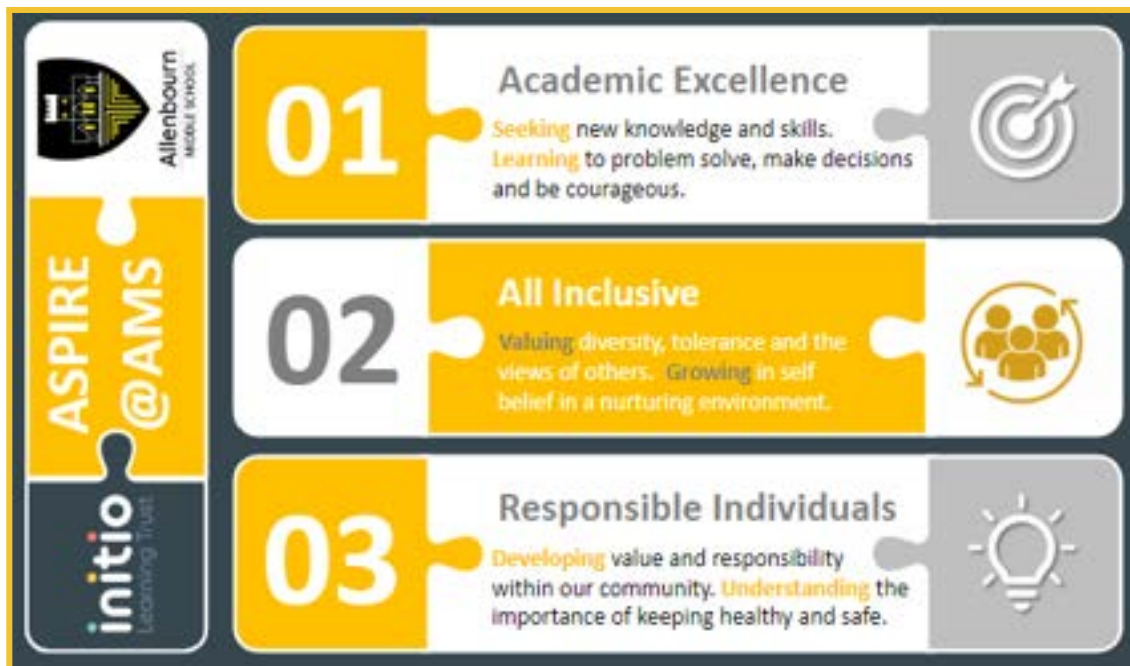 Allenbourn
MIDDLE SCHOOL
ASPIRE
@AMS
initio
Learning Trust
01
Academic Excellence
Seeking new knowledge and skills.
Learning to problem solve, make decisions
and be courageous.
02
All Inclusive
Valuing diversity, tolerance and the
views of others. Growing in self
belief in a nurturing environment.
03
Responsible Individuals
Developing value and responsibility
within our community. Understanding the
importance of keeping healthy and safe.